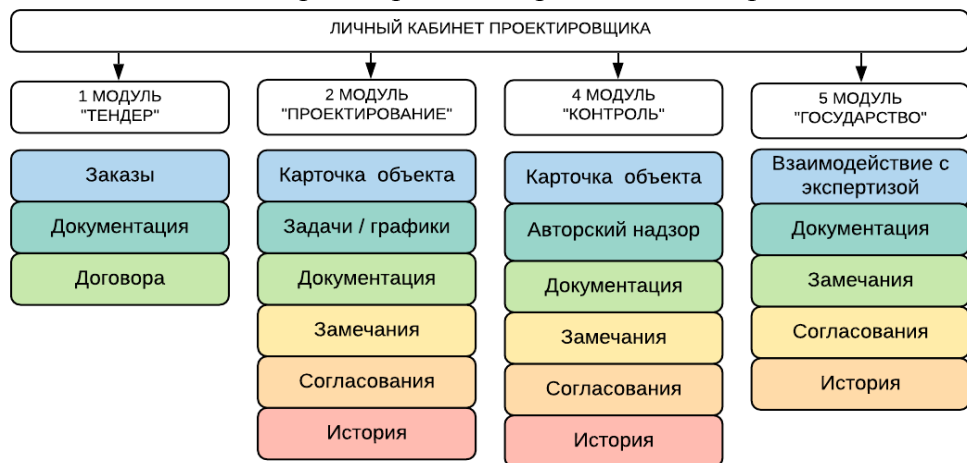 ЛИЧНЫЙ КАБИНЕТ ПРОЕКТИРОВЩИКА
1 МОДУЛЬ
"ТЕНДЕР"
Заказы
Документация
Договора
2 МОДУЛЬ
"ПРОЕКТИРОВАНИЕ"
Карточка объекта
Задачи / графики
Документация
Замечания
Согласования
История
4 МОДУЛЬ
"КОНТРОЛЬ"
Карточка объекта
Авторский надзор
Документация
Замечания
Согласования
История
5 МОДУЛЬ
"ГОСУДАРСТВО"
Взаимодействие с
экспертизой
Документация
Замечания
Согласования
История